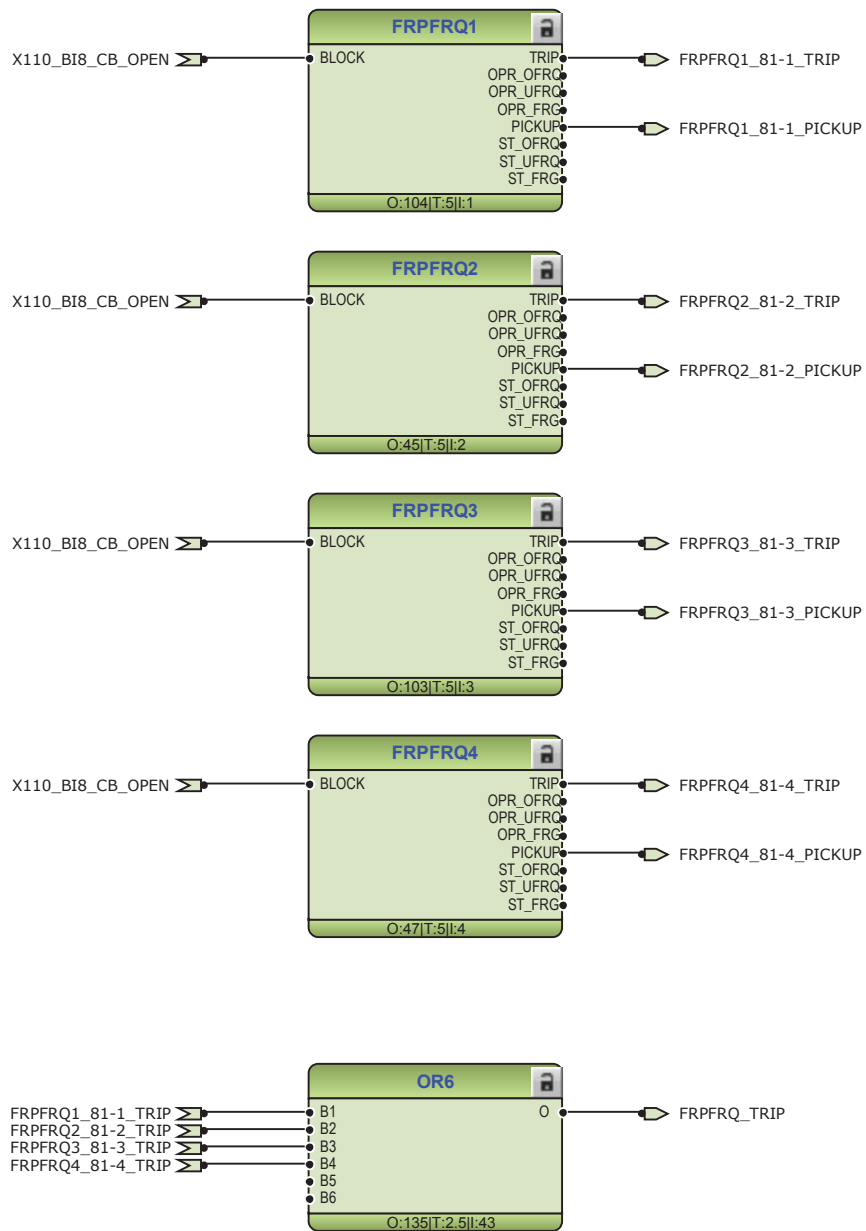 FRPFRQ1
X110_BI8_CB_OPEN BLOCK TRIP FRPFRQ1_81-1_TRIP
OPR_OFRQ
OPR_UFRQ
OPR_FRG
PICKUP FRPFRQ1_81-1_PICKUP
ST_OFRQ
ST_UFRQ
ST_FRG
O:104|T:5|I:1
FRPFRQ2
X110_BI8_CB_OPEN BLOCK TRIP FRPFRQ2_81-2_TRIP
OPR_OFRQ
OPR_UFRQ
OPR_FRG
PICKUP FRPFRQ2_81-2_PICKUP
ST_OFRQ
ST_UFRQ
ST_FRG
O:45|T:5|I:2
FRPFRQ3
X110_BI8_CB_OPEN BLOCK TRIP FRPFRQ3_81-3_TRIP
OPR_OFRQ
OPR_UFRQ
OPR_FRG
PICKUP FRPFRQ3_81-3_PICKUP
ST_OFRQ
ST_UFRQ
ST_FRG
O:103|T:5|I:3
FRPFRQ4
X110_BI8_CB_OPEN BLOCK TRIP FRPFRQ4_81-4_TRIP
OPR_OFRQ
OPR_UFRQ
OPR_FRG
PICKUP FRPFRQ4_81-4_PICKUP
ST_OFRQ
ST_UFRQ
ST_FRG
O:47|T:5|I:4
OR6
FRPFRQ1_81-1_TRIP B1 O FRPFRQ_TRIP
FRPFRQ2_81-2_TRIP B2
FRPFRQ3_81-3_TRIP B3
FRPFRQ4_81-4_TRIP B4
B5
B6
O:135|T:2.5|I:43